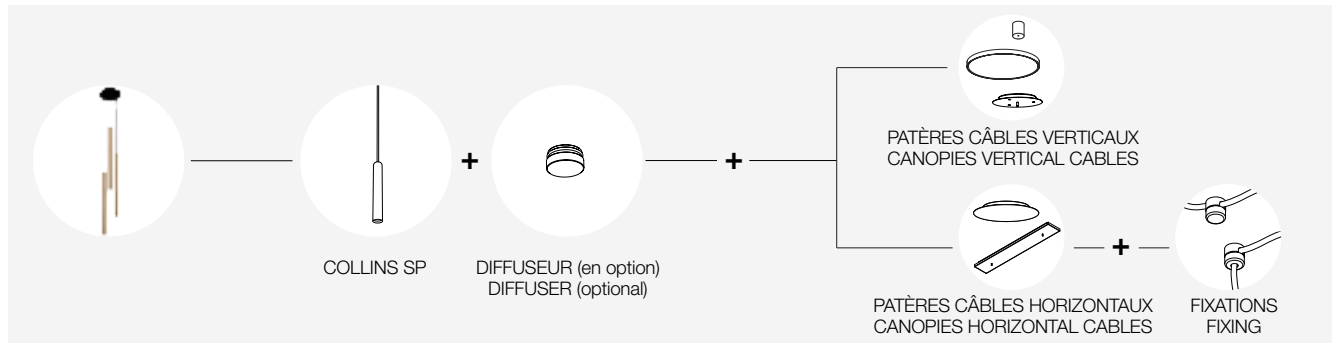 PATÈRES CÂBLES VERTICAUX
CANOPIES VERTICAL CABLES
COLLINS SP
DIFFUSEUR (en option)
DIFFUSER (optional)
PATÈRES CÂBLES HORIZONTAUX
CANOPIES HORIZONTAL CABLES
FIXATIONS
FIXING